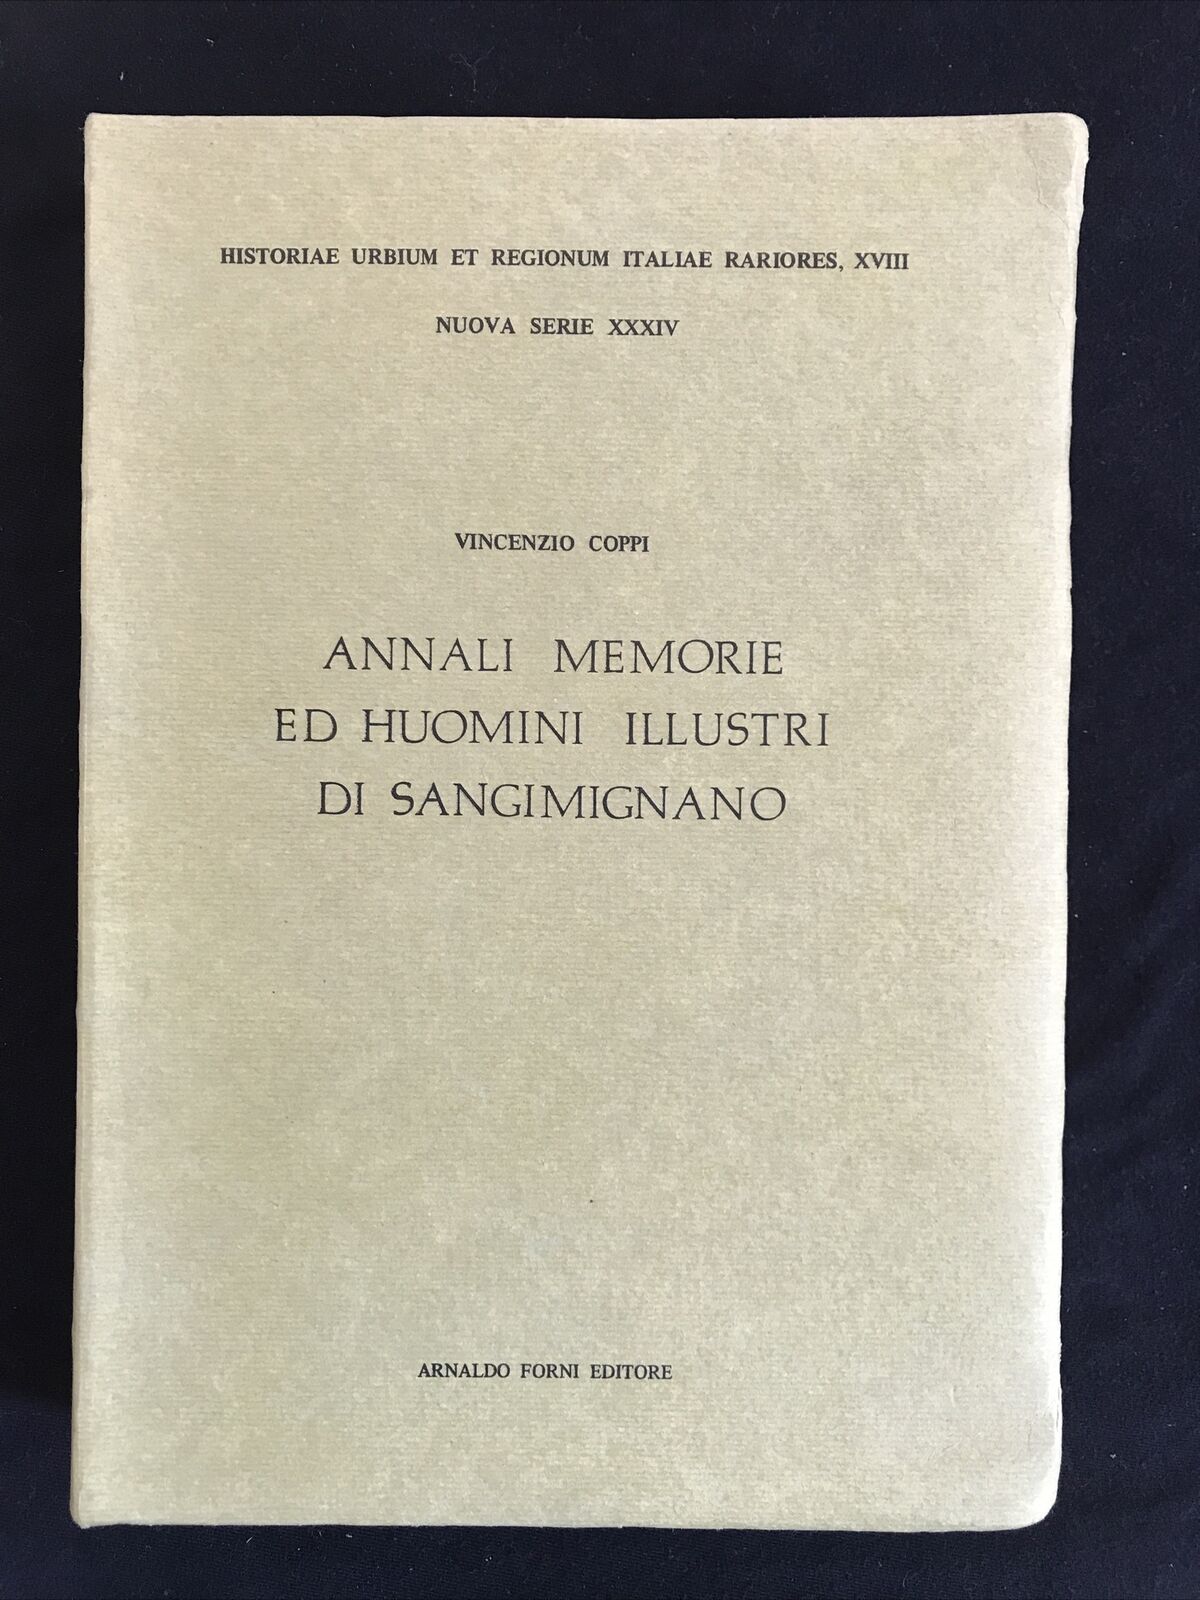 HISTORIAE URBIUM ET REGIONUM ITALIAE RARIORES, XVIII
NUOVA SERIE XXXIV
VINCENZIO COPPI
ANNALI MEMORIE
ED HUOMINI ILLUSTRI
DI SANGIMIGNANO
ARNALDO FORNI EDITORE